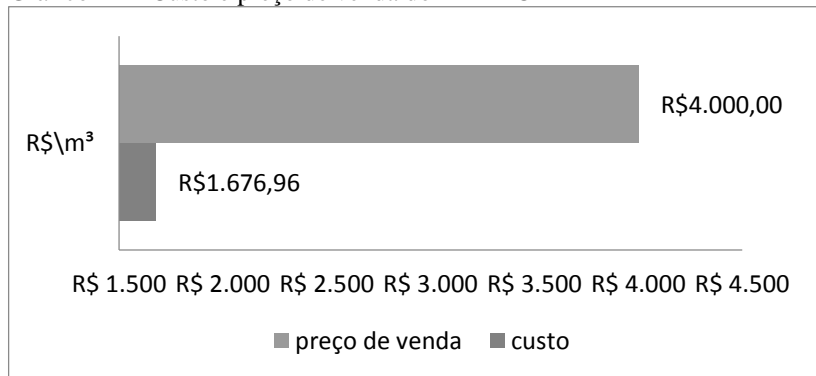 R$4.000,00
R$\m³
R$1.676,96
R$ 1.500 R$ 2.000 R$ 2.500 R$ 3.000 R$ 3.500 R$ 4.000 R$ 4.500
preço de venda custo